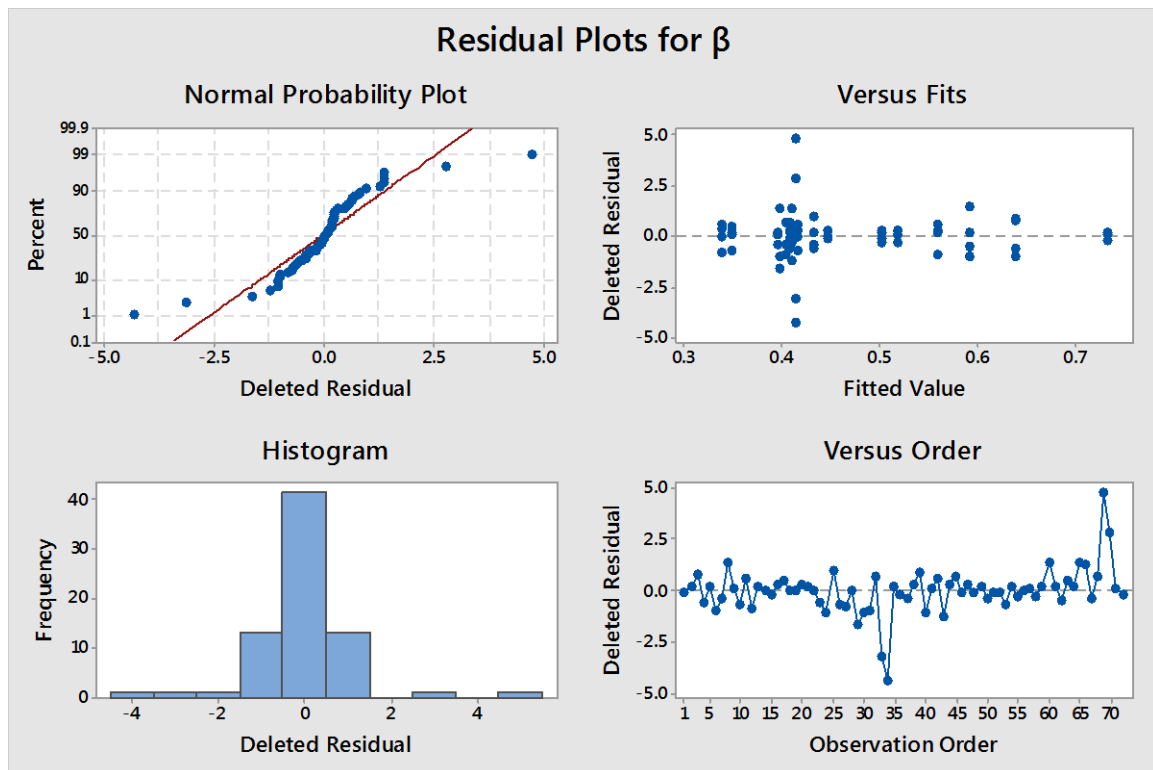 Residual Plots for β
Normal Probability Plot
99.9
99
90
50
10
1
0.1
Percent
-5.0 -2.5 0.0 2.5 5.0
Deleted Residual
Versus Fits
5.0
2.5
0.0
-2.5
-5.0
Deleted Residual
0.3 0.4 0.5 0.6 0.7
Fitted Value
Histogram
40
30
20
10
0
Frequency
-4 -2 0 2 4
Deleted Residual
Versus Order
5.0
2.5
0.0
-2.5
-5.0
Deleted Residual
1 5 10 15 20 25 30 35 40 45 50 55 60 65 70
Observation Order